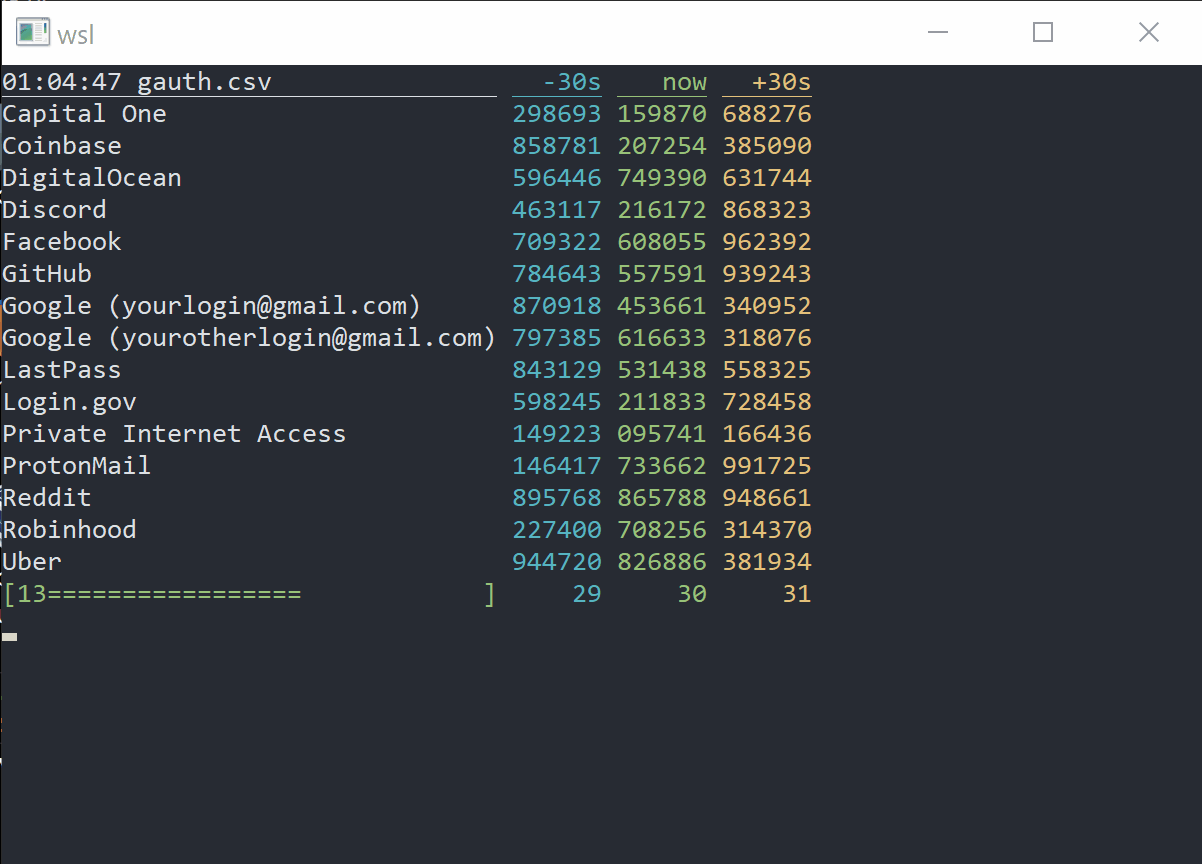 wsl
01:04:47 gauth.csv -30s now +30s
Capital One 298693 159870 688276
Coinbase 858781 207254 385090
DigitalOcean 596446 749390 631744
Discord 463117 216172 868323
Facebook 709322 608055 962392
GitHub 784643 557591 939243
Google (yourlogin@gmail.com) 870918 453661 340952
Google (yourotherlogin@gmail.com) 797385 616633 318076
LastPass 843129 531438 558325
Login.gov 598245 211833 728458
Private Internet Access 149223 095741 166436
ProtonMail 146417 733662 991725
Reddit 895768 865788 948661
Robinhood 227400 708256 314370
Uber 944720 826886 381934
[13================= ] 29 30 31